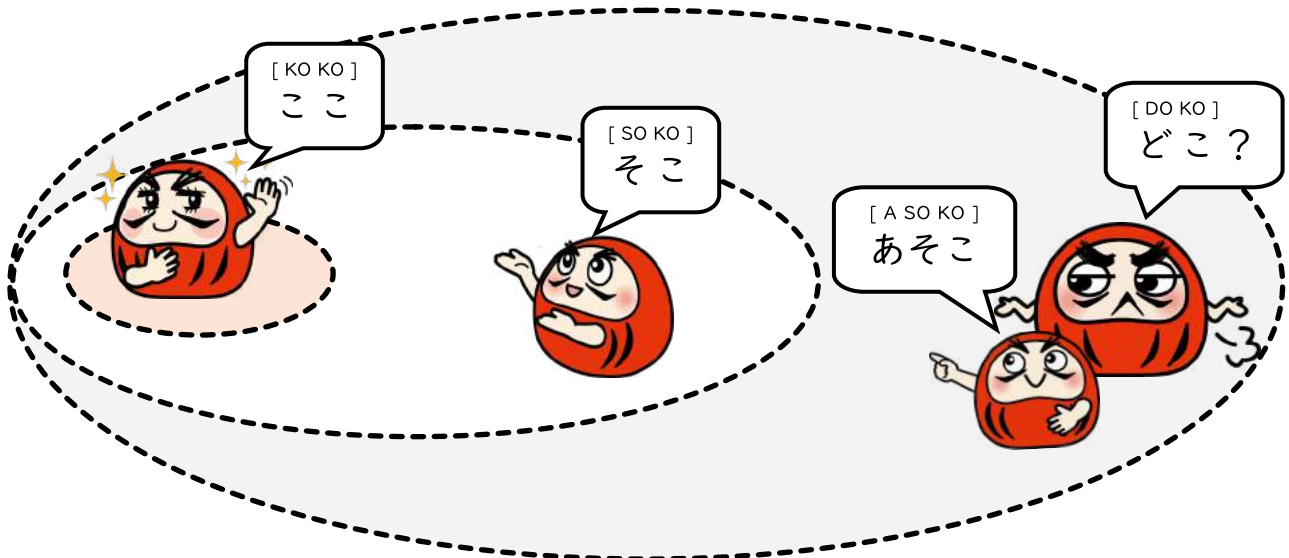 [ KO KO ]
ここ
[ SO KO ]
そこ
[ A SO KO ]
あそこ
[ DO KO ]
どこ？